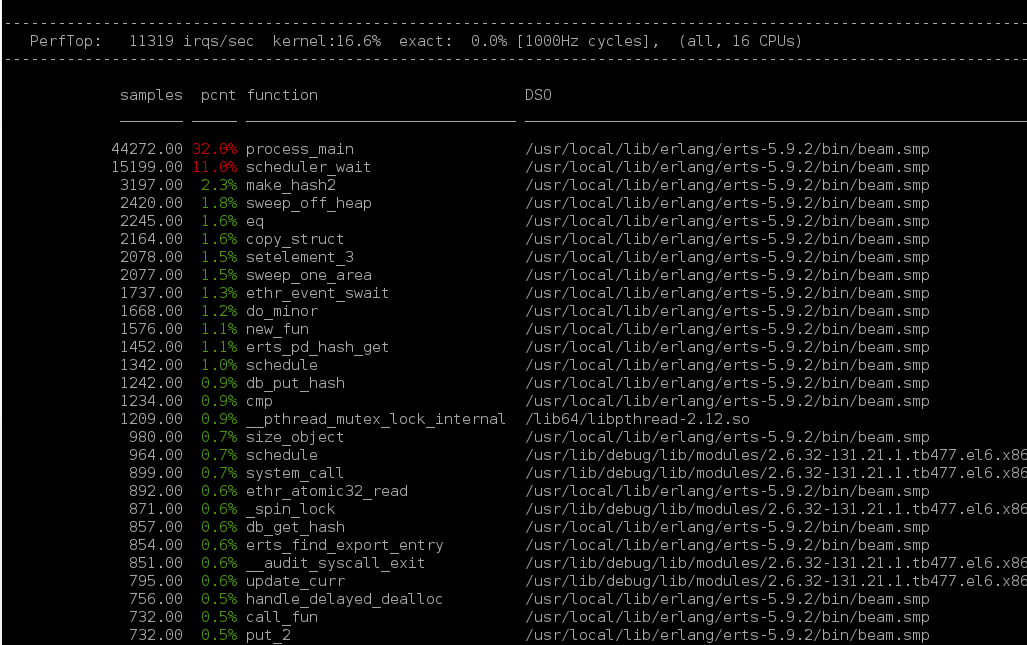 PerfTop: 11319 irqs/sec kernel:16.6% exact: 0.0% [1000Hz cycles], (all, 16 CPUs)
samples pcnt function DSO
44272.00 32.0% process_main /usr/local/lib/erlang/erts-5.9.2/bin/beam.smp
15199.00 11.0% scheduler_wait /usr/local/lib/erlang/erts-5.9.2/bin/beam.smp
3197.00 2.3% make_hash2 /usr/local/lib/erlang/erts-5.9.2/bin/beam.smp
2420.00 1.8% sweep_off_heap /usr/local/lib/erlang/erts-5.9.2/bin/beam.smp
2245.00 1.6% eq /usr/local/lib/erlang/erts-5.9.2/bin/beam.smp
2164.00 1.6% copy_struct /usr/local/lib/erlang/erts-5.9.2/bin/beam.smp
2078.00 1.5% setelement_3 /usr/local/lib/erlang/erts-5.9.2/bin/beam.smp
2077.00 1.5% sweep_one_area /usr/local/lib/erlang/erts-5.9.2/bin/beam.smp
1737.00 1.3% ethr_event_swait /usr/local/lib/erlang/erts-5.9.2/bin/beam.smp
1668.00 1.2% do_minor /usr/local/lib/erlang/erts-5.9.2/bin/beam.smp
1576.00 1.1% new_fun /usr/local/lib/erlang/erts-5.9.2/bin/beam.smp
1452.00 1.1% erts_pd_hash_get /usr/local/lib/erlang/erts-5.9.2/bin/beam.smp
1342.00 1.0% schedule /usr/local/lib/erlang/erts-5.9.2/bin/beam.smp
1242.00 0.9% db_put_hash /usr/local/lib/erlang/erts-5.9.2/bin/beam.smp
1234.00 0.9% cmp /usr/local/lib/erlang/erts-5.9.2/bin/beam.smp
1209.00 0.9% __pthread_mutex_lock_internal /lib64/libpthread-2.12.so
980.00 0.7% size_object /usr/local/lib/erlang/erts-5.9.2/bin/beam.smp
964.00 0.7% schedule /usr/lib/debug/lib/modules/2.6.32-131.21.1.tb477.el6.x86
899.00 0.7% system_call /usr/lib/debug/lib/modules/2.6.32-131.21.1.tb477.el6.x86
892.00 0.6% ethr_atomic32_read /usr/local/lib/erlang/erts-5.9.2/bin/beam.smp
871.00 0.6% _spin_lock /usr/lib/debug/lib/modules/2.6.32-131.21.1.tb477.el6.x86
857.00 0.6% db_get_hash /usr/local/lib/erlang/erts-5.9.2/bin/beam.smp
854.00 0.6% erts_find_export_entry /usr/local/lib/erlang/erts-5.9.2/bin/beam.smp
851.00 0.6% __audit_syscall_exit /usr/lib/debug/lib/modules/2.6.32-131.21.1.tb477.el6.x86
795.00 0.6% update_curr /usr/lib/debug/lib/modules/2.6.32-131.21.1.tb477.el6.x86
756.00 0.5% handle_delayed_dealloc /usr/local/lib/erlang/erts-5.9.2/bin/beam.smp
732.00 0.5% call_fun /usr/local/lib/erlang/erts-5.9.2/bin/beam.smp
732.00 0.5% put_2 /usr/local/lib/erlang/erts-5.9.2/bin/beam.smp